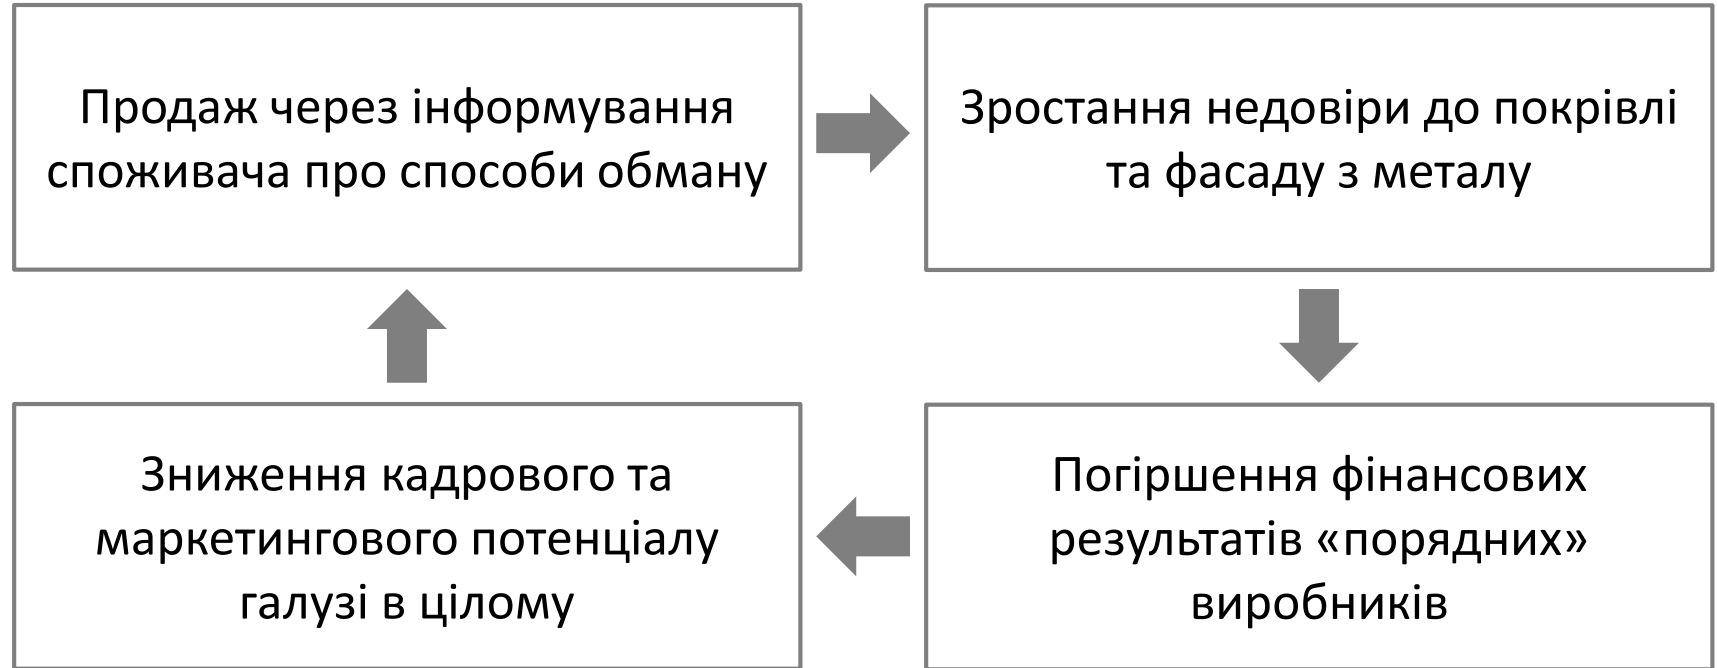 Продаж через інформування
споживача про способи обману
Зростання недовіри до покрівлі
та фасаду з металу
Погіршення фінансових
результатів «порядних»
виробників
Зниження кадрового та
маркетингового потенціалу
галузі в цілому